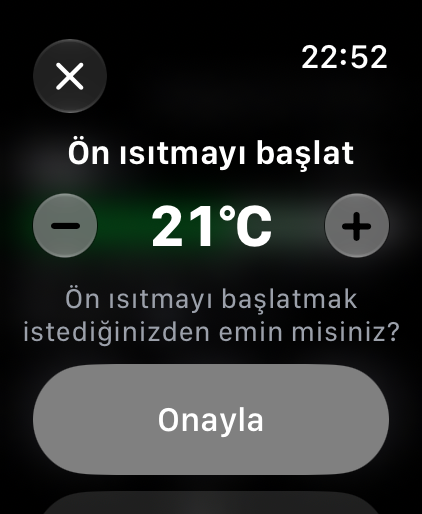 22:52
Ön ısıtmayı başlat
21°C
Ön ısıtmayı başlatmak
istediğinizden emin misiniz?
Onayla